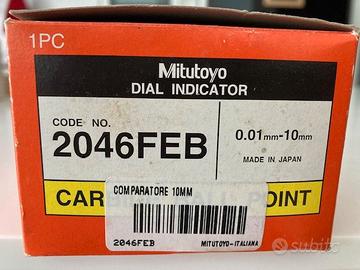 1PC
Mitutoyo
DIAL INDICATOR
CODE NO.
2046FEB
0.01mm-10mm
MADE IN JAPAN
POINT
COMPARATORE 10MM
2046FEB
MITUTOYO-ITALIANA
subito